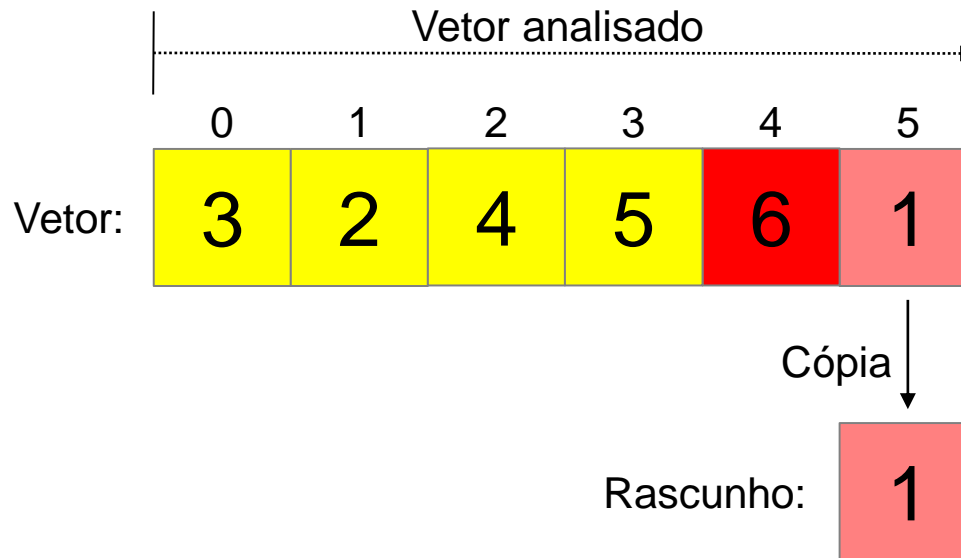 Vetor analisado
0 1 2 3 4 5
Vetor: 3 2 4 5 6 1
Cópia
Rascunho: 1